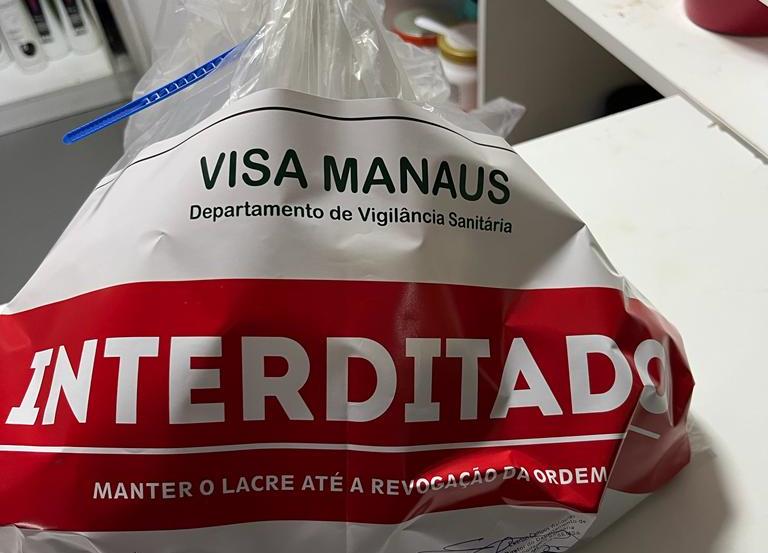 VISA MANAUS
Departamento de Vigilância Sanitária
INTERDITADO
MANTER O LACRE ATÉ A REVOGAÇÃO DA ORDEM